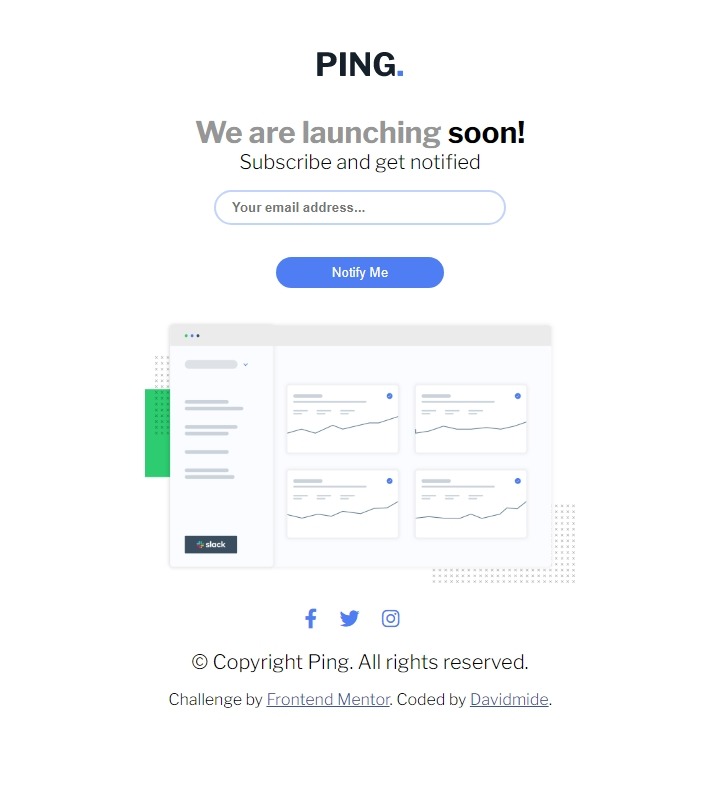 PING.
We are launching soon!
Subscribe and get notified
Your email address...
Notify Me
slack
© Copyright Ping. All rights reserved.
Challenge by Frontend Mentor. Coded by Davidmide.